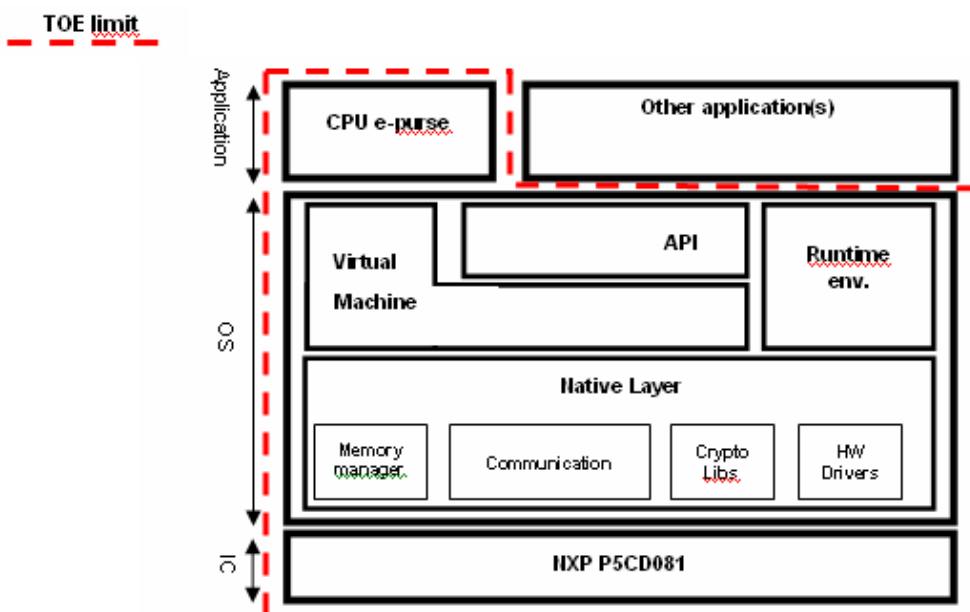 TOE limit
Application
CPU e-purse
Other application(s)
OS
Virtual
Machine
API
Runtime
env.
Native Layer
Memory
manager
Communication
Crypto
Libs
HW
Drivers
IC
NXP P5CD081